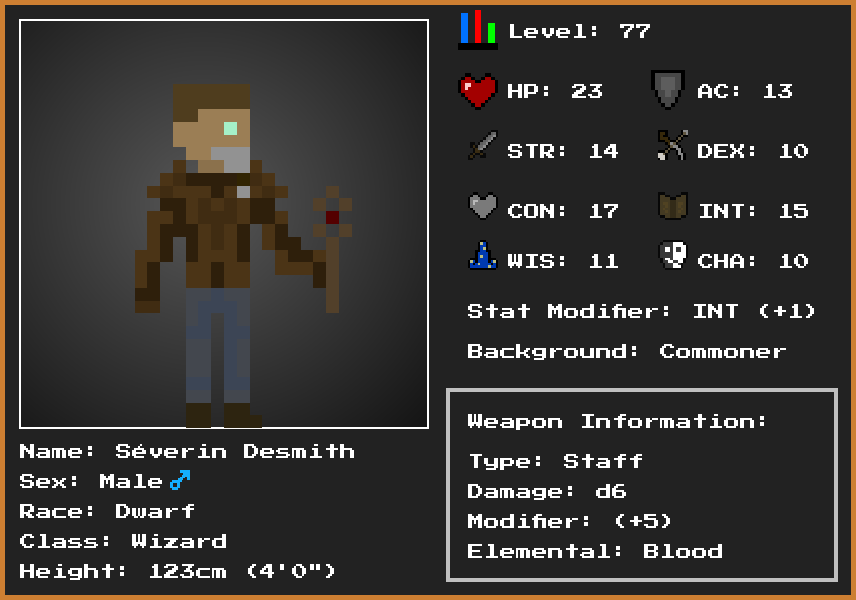 Level: 77
HP: 23
AC: 13
STR: 14
DEX: 10
CON: 17
INT: 15
WIS: 11
CHA: 10
Stat Modifier: INT (+1)
Background: Commoner
Weapon Information:
Type: Staff
Damage: d6
Modifier: (+5)
Elemental: Blood
Name: Séverin Desmith
Sex: Male♂
Race: Dwarf
Class: Wizard
Height: 123cm (4'0")